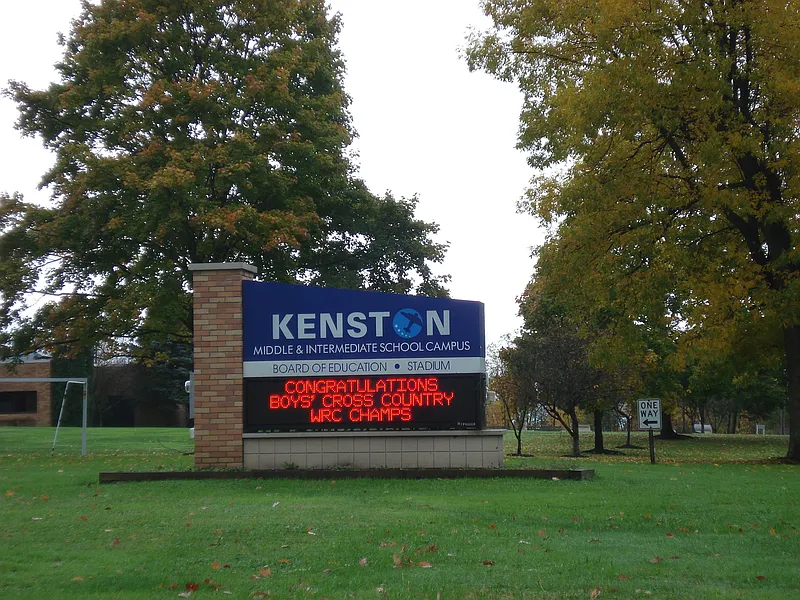 KENSTON
MIDDLE & INTERMEDIATE SCHOOL CAMPUS
BOARD OF EDUCATION • STADIUM
CONGRATULATIONS
BOYS' CROSS COUNTRY
WRC CHAMPS
ONE
WAY